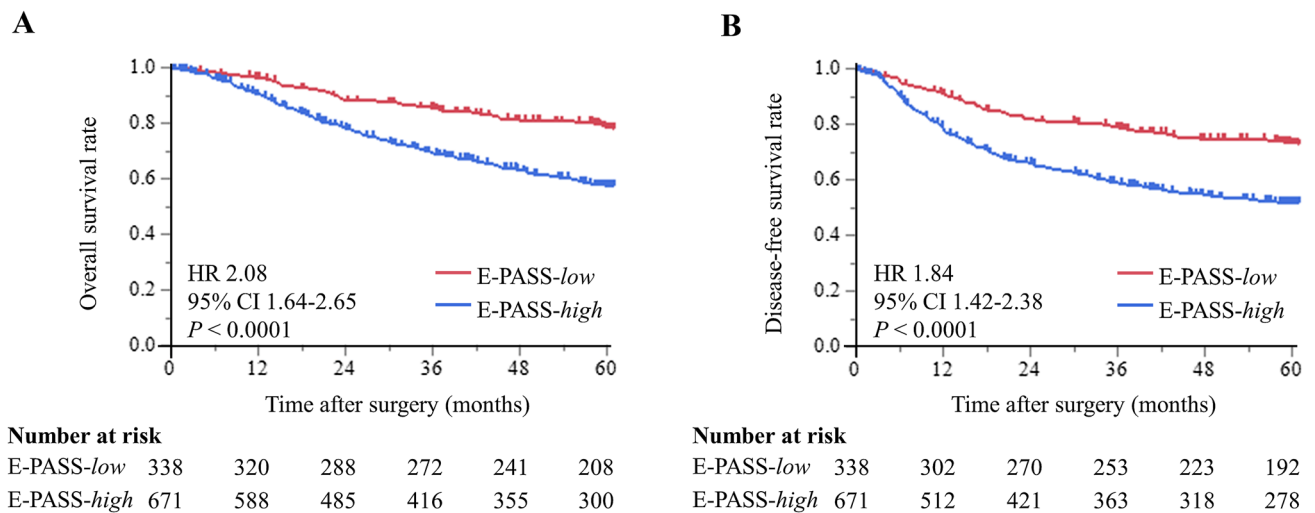 A
Overall survival rate
1.0
0.8
0.6
0.4
0.2
0.0
HR 2.08
95% CI 1.64-2.65
P < 0.0001
E-PASS-low
E-PASS-high
0 12 24 36 48 60
Time after surgery (months)
Number at risk
E-PASS-low 338 320 288 272 241 208
E-PASS-high 671 588 485 416 355 300
B
Disease-free survival rate
1.0
0.8
0.6
0.4
0.2
0.0
HR 1.84
95% CI 1.42-2.38
P < 0.0001
E-PASS-low
E-PASS-high
0 12 24 36 48 60
Time after surgery (months)
Number at risk
E-PASS-low 338 302 270 253 223 192
E-PASS-high 671 512 421 363 318 278